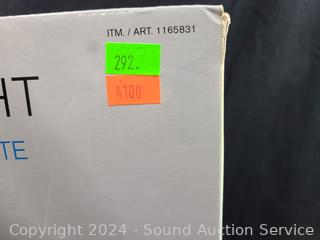 ITM. / ART. 1165831
292.
4100
HT
TE
Copyright 2024 - Sound Auction Service